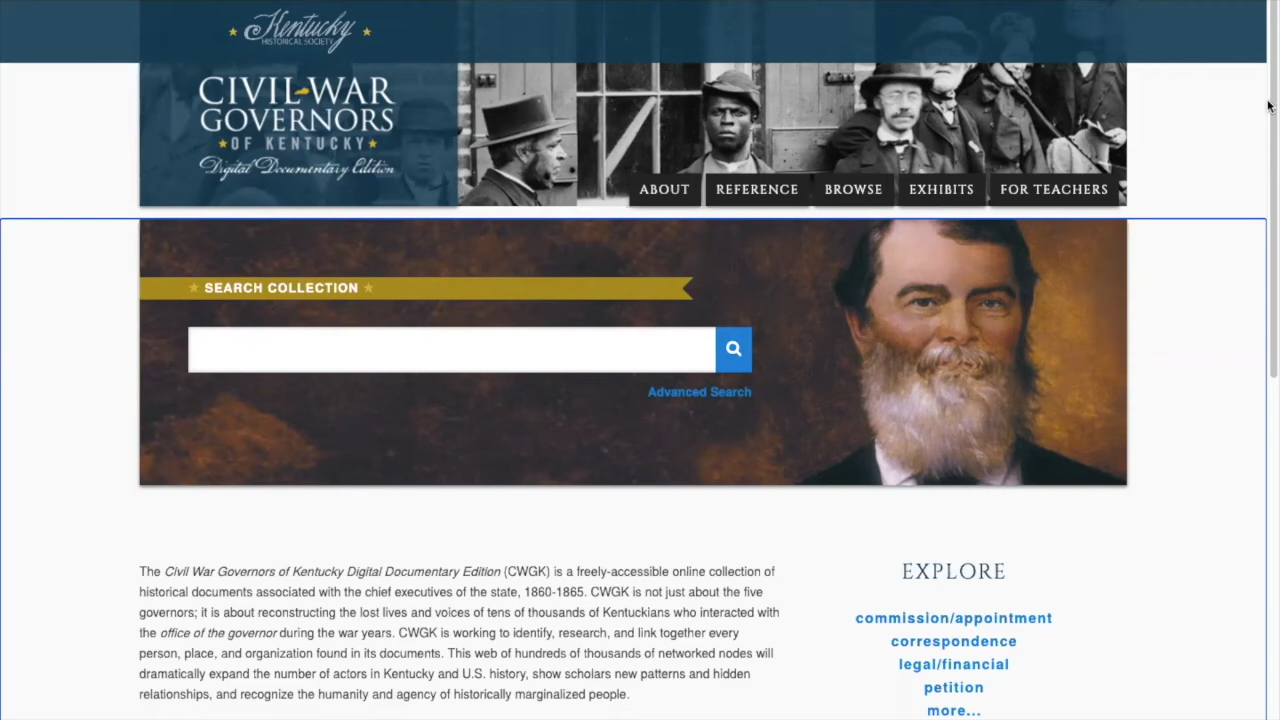 Kentucky
HISTORICAL SOCIETY
CIVIL WAR
GOVERNORS
OF KENTUCKY
Digital Documentary Edition
ABOUT REFERENCE BROWSE EXHIBITS FOR TEACHERS
SEARCH COLLECTION
Advanced Search
The Civil War Governors of Kentucky Digital Documentary Edition (CWGK) is a freely-accessible online collection of
historical documents associated with the chief executives of the state, 1860-1865. CWGK is not just about the five
governors; it is about reconstructing the lost lives and voices of tens of thousands of Kentuckians who interacted with
the office of the governor during the war years. CWGK is working to identify, research, and link together every
person, place, and organization found in its documents. This web of hundreds of thousands of networked nodes will
dramatically expand the number of actors in Kentucky and U.S. history, show scholars new patterns and hidden
relationships, and recognize the humanity and agency of historically marginalized people.
EXPLORE
commission/appointment
correspondence
legal/financial
petition
more...